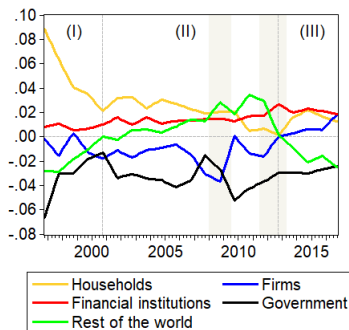 .10
(I) (II) (III)
.08
.06
.04
.02
.00
-.02
-.04
-.06
-.08
2000 2005 2010 2015
Households Firms
Financial institutions Government
Rest of the world